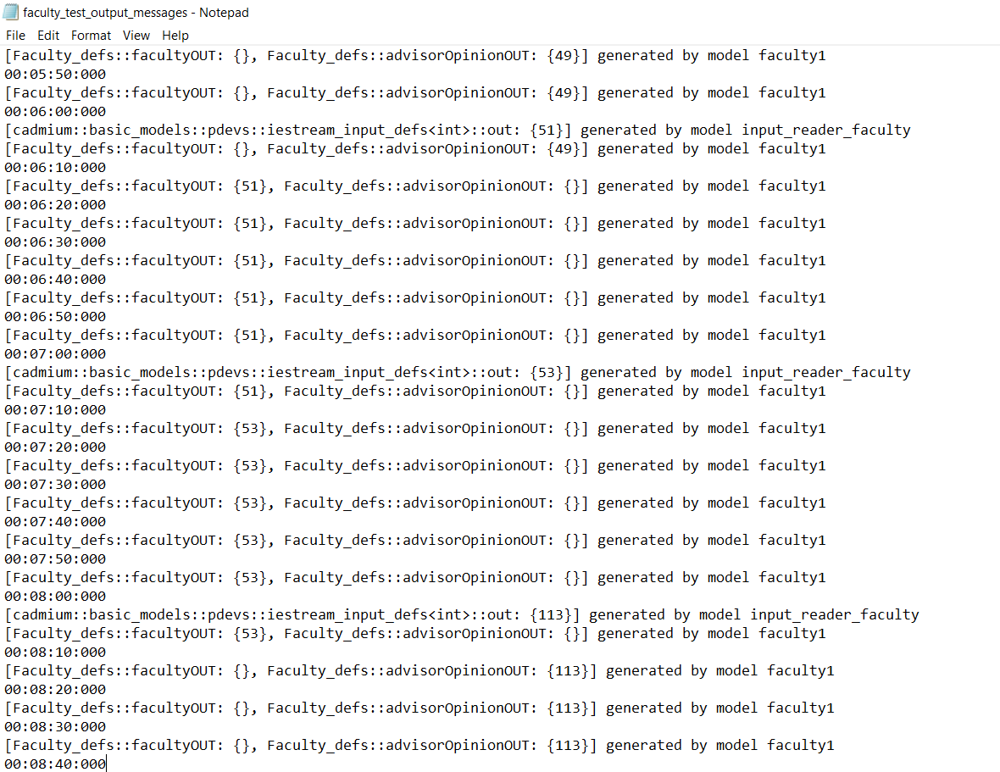 faculty_test_output_messages - Notepad
File Edit Format View Help
[Faculty_defs::facultyOUT: {}, Faculty_defs::advisorOpinionOUT: {49}] generated by model faculty1
00:05:50:000
[Faculty_defs::facultyOUT: {}, Faculty_defs::advisorOpinionOUT: {49}] generated by model faculty1
00:06:00:000
[cadmium::basic_models::pdevs::iestream_input_defs<int>::out: {51}] generated by model input_reader_faculty
[Faculty_defs::facultyOUT: {}, Faculty_defs::advisorOpinionOUT: {49}] generated by model faculty1
00:06:10:000
[Faculty_defs::facultyOUT: {51}, Faculty_defs::advisorOpinionOUT: {}] generated by model faculty1
00:06:20:000
[Faculty_defs::facultyOUT: {51}, Faculty_defs::advisorOpinionOUT: {}] generated by model faculty1
00:06:30:000
[Faculty_defs::facultyOUT: {51}, Faculty_defs::advisorOpinionOUT: {}] generated by model faculty1
00:06:40:000
[Faculty_defs::facultyOUT: {51}, Faculty_defs::advisorOpinionOUT: {}] generated by model faculty1
00:06:50:000
[Faculty_defs::facultyOUT: {51}, Faculty_defs::advisorOpinionOUT: {}] generated by model faculty1
00:07:00:000
[cadmium::basic_models::pdevs::iestream_input_defs<int>::out: {53}] generated by model input_reader_faculty
[Faculty_defs::facultyOUT: {51}, Faculty_defs::advisorOpinionOUT: {}] generated by model faculty1
00:07:10:000
[Faculty_defs::facultyOUT: {53}, Faculty_defs::advisorOpinionOUT: {}] generated by model faculty1
00:07:20:000
[Faculty_defs::facultyOUT: {53}, Faculty_defs::advisorOpinionOUT: {}] generated by model faculty1
00:07:30:000
[Faculty_defs::facultyOUT: {53}, Faculty_defs::advisorOpinionOUT: {}] generated by model faculty1
00:07:40:000
[Faculty_defs::facultyOUT: {53}, Faculty_defs::advisorOpinionOUT: {}] generated by model faculty1
00:07:50:000
[Faculty_defs::facultyOUT: {53}, Faculty_defs::advisorOpinionOUT: {}] generated by model faculty1
00:08:00:000
[cadmium::basic_models::pdevs::iestream_input_defs<int>::out: {113}] generated by model input_reader_faculty
[Faculty_defs::facultyOUT: {53}, Faculty_defs::advisorOpinionOUT: {}] generated by model faculty1
00:08:10:000
[Faculty_defs::facultyOUT: {}, Faculty_defs::advisorOpinionOUT: {113}] generated by model faculty1
00:08:20:000
[Faculty_defs::facultyOUT: {}, Faculty_defs::advisorOpinionOUT: {113}] generated by model faculty1
00:08:30:000
[Faculty_defs::facultyOUT: {}, Faculty_defs::advisorOpinionOUT: {113}] generated by model faculty1
00:08:40:000